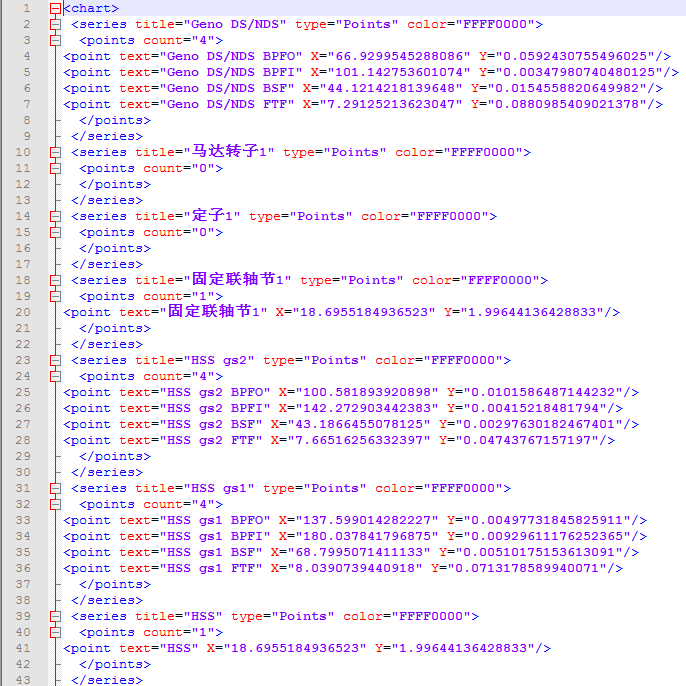 1 <chart>
2 <series title="Geno DS/NDS" type="Points" color="FFFF0000">
3 <points count="4">
4 <point text="Geno DS/NDS BPFO" X="66.9299545288086" Y="0.0592430755496025"/>
5 <point text="Geno DS/NDS BPFI" X="101.142753601074" Y="0.00347980740480125"/>
6 <point text="Geno DS/NDS BSF" X="44.1214218139648" Y="0.0154558820649982"/>
7 <point text="Geno DS/NDS FTF" X="7.29125213623047" Y="0.0880985409021378"/>
8 </points>
9 </series>
10 <series title="马达转子1" type="Points" color="FFFF0000">
11 <points count="0">
12 </points>
13 </series>
14 <series title="定子1" type="Points" color="FFFF0000">
15 <points count="0">
16 </points>
17 </series>
18 <series title="固定联轴节1" type="Points" color="FFFF0000">
19 <points count="1">
20 <point text="固定联轴节1" X="18.6955184936523" Y="1.99644136428833"/>
21 </points>
22 </series>
23 <series title="HSS gs2" type="Points" color="FFFF0000">
24 <points count="4">
25 <point text="HSS gs2 BPFO" X="100.581893920898" Y="0.0101586487144232"/>
26 <point text="HSS gs2 BPFI" X="142.272903442383" Y="0.00415218481794"/>
27 <point text="HSS gs2 BSF" X="43.1866455078125" Y="0.00297630182467401"/>
28 <point text="HSS gs2 FTF" X="7.66516256332397" Y="0.04743767157197"/>
29 </points>
30 </series>
31 <series title="HSS gs1" type="Points" color="FFFF0000">
32 <points count="4">
33 <point text="HSS gs1 BPFO" X="137.599014282227" Y="0.00497731845825911"/>
34 <point text="HSS gs1 BPFI" X="180.037841796875" Y="0.00929611176252365"/>
35 <point text="HSS gs1 BSF" X="68.7995071411133" Y="0.00510175153613091"/>
36 <point text="HSS gs1 FTF" X="8.0390739440918" Y="0.0713178589940071"/>
37 </points>
38 </series>
39 <series title="HSS" type="Points" color="FFFF0000">
40 <points count="1">
41 <point text="HSS" X="18.6955184936523" Y="1.99644136428833"/>
42 </points>
43 </series>